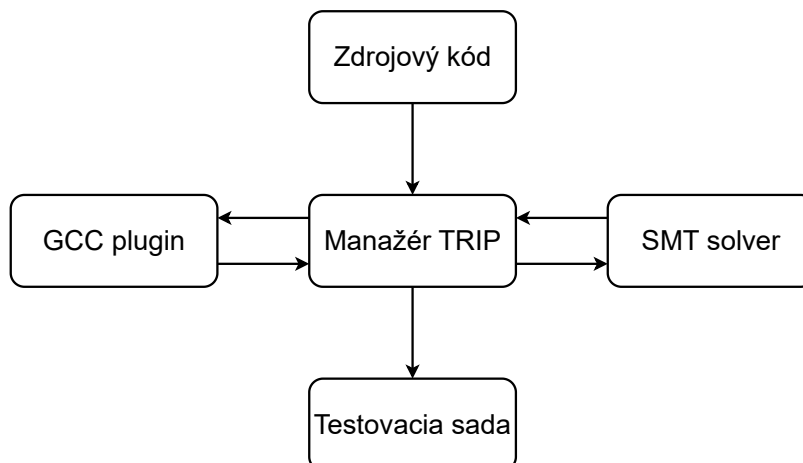 Zdrojový kód
GCC plugin
Manažér TRIP
SMT solver
Testovacia sada